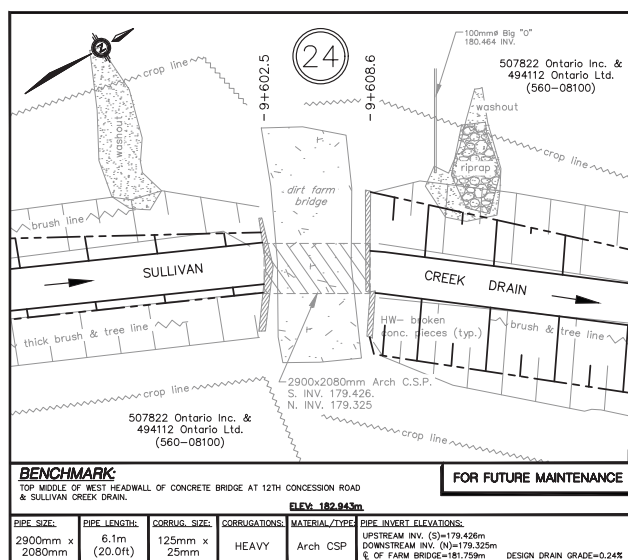 N
crop line
9+602.5
24
9+608.6
100mmø Big "O"
180.464 INV.
507822 Ontario Inc. &
494112 Ontario Ltd.
(560-08100)
washout
washout
crop line
riprap
dirt farm
bridge
brush line
SULLIVAN
CREEK DRAIN
HW- broken
conc. pieces (typ.)
brush & tree line
thick brush & tree line
2900x2080mm Arch C.S.P.
S. INV. 179.426.
N. INV. 179.325
crop line
507822 Ontario Inc. &
494112 Ontario Ltd.
(560-08100)
crop line
BENCHMARK:
TOP MIDDLE OF WEST HEADWALL OF CONCRETE BRIDGE AT 12TH CONCESSION ROAD
& SULLIVAN CREEK DRAIN.
ELEV: 182.943m
FOR FUTURE MAINTENANCE
PIPE SIZE:
2900mm x
2080mm
PIPE LENGTH:
6.1m
(20.0ft)
CORRUG. SIZE:
125mm x
25mm
CORRUGATIONS:
HEAVY
MATERIAL/TYPE:
Arch CSP
PIPE INVERT ELEVATIONS:
UPSTREAM INV. (S)=179.426m
DOWNSTREAM INV. (N)=179.325m
℄ OF FARM BRIDGE=181.759m
DESIGN DRAIN GRADE=0.24%